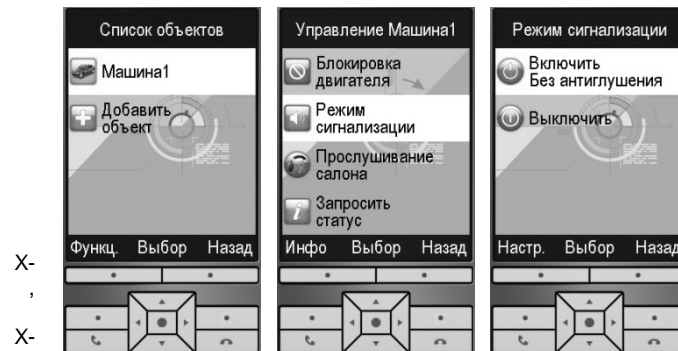 Список объектов
Машина1
Добавить
объект
Функц. Выбор Назад
Управление Машина1
Блокировка
двигателя
Режим
сигнализации
Прослушивание
салона
Запросить
статус
Инфо Выбор Назад
Режим сигнализации
Включить
Без антиглушения
Выключить
Настр. Выбор Назад
X-
,
X-